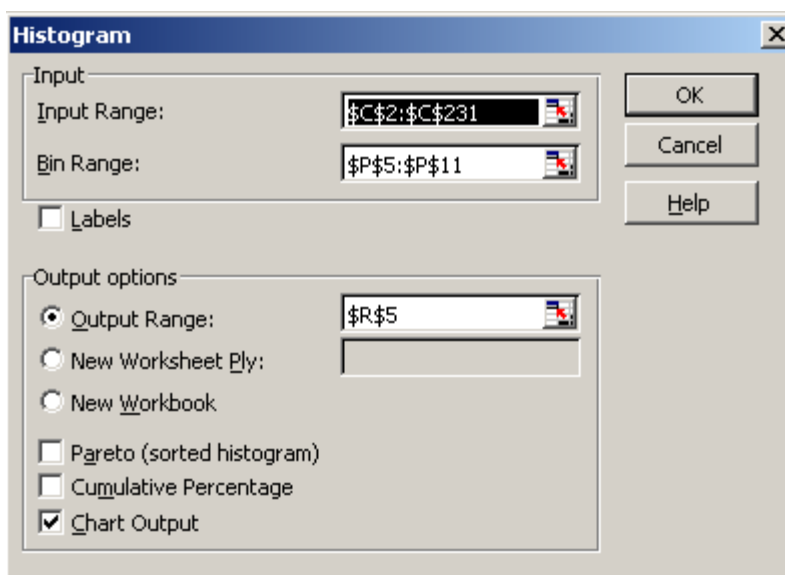 Histogram
Input
Input Range: $C$2:$C$231
Bin Range: $P$5:$P$11
Labels
OK
Cancel
Help
Output options
Output Range: $R$5
New Worksheet Ply:
New Workbook
Pareto (sorted histogram)
Cumulative Percentage
Chart Output